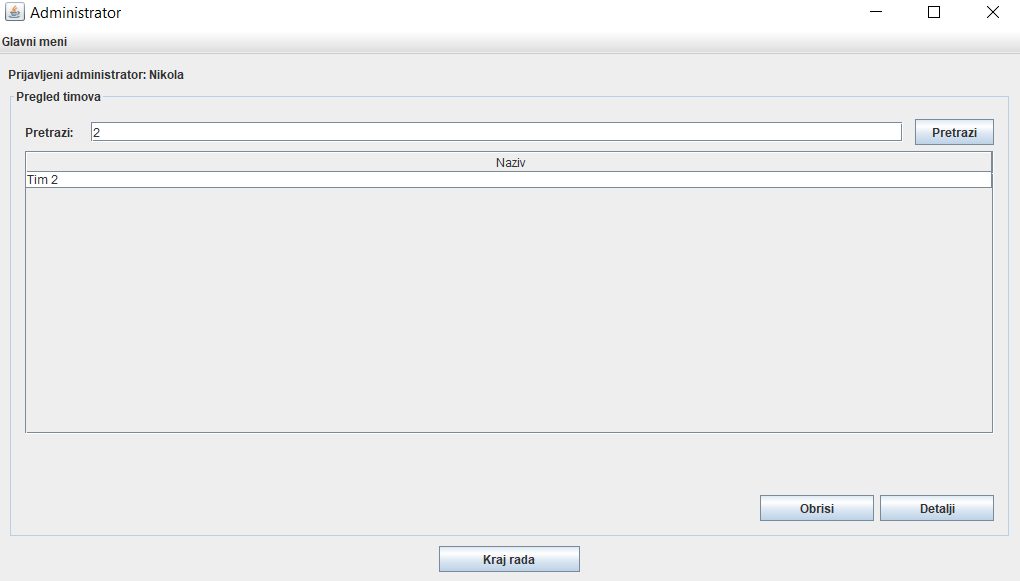 Administrator
Glavni meni
Prijavljeni administrator: Nikola
Pregled timova
Pretrazi: 2 Pretrazi
Naziv
Tim 2
Obrisi Detalji
Kraj rada